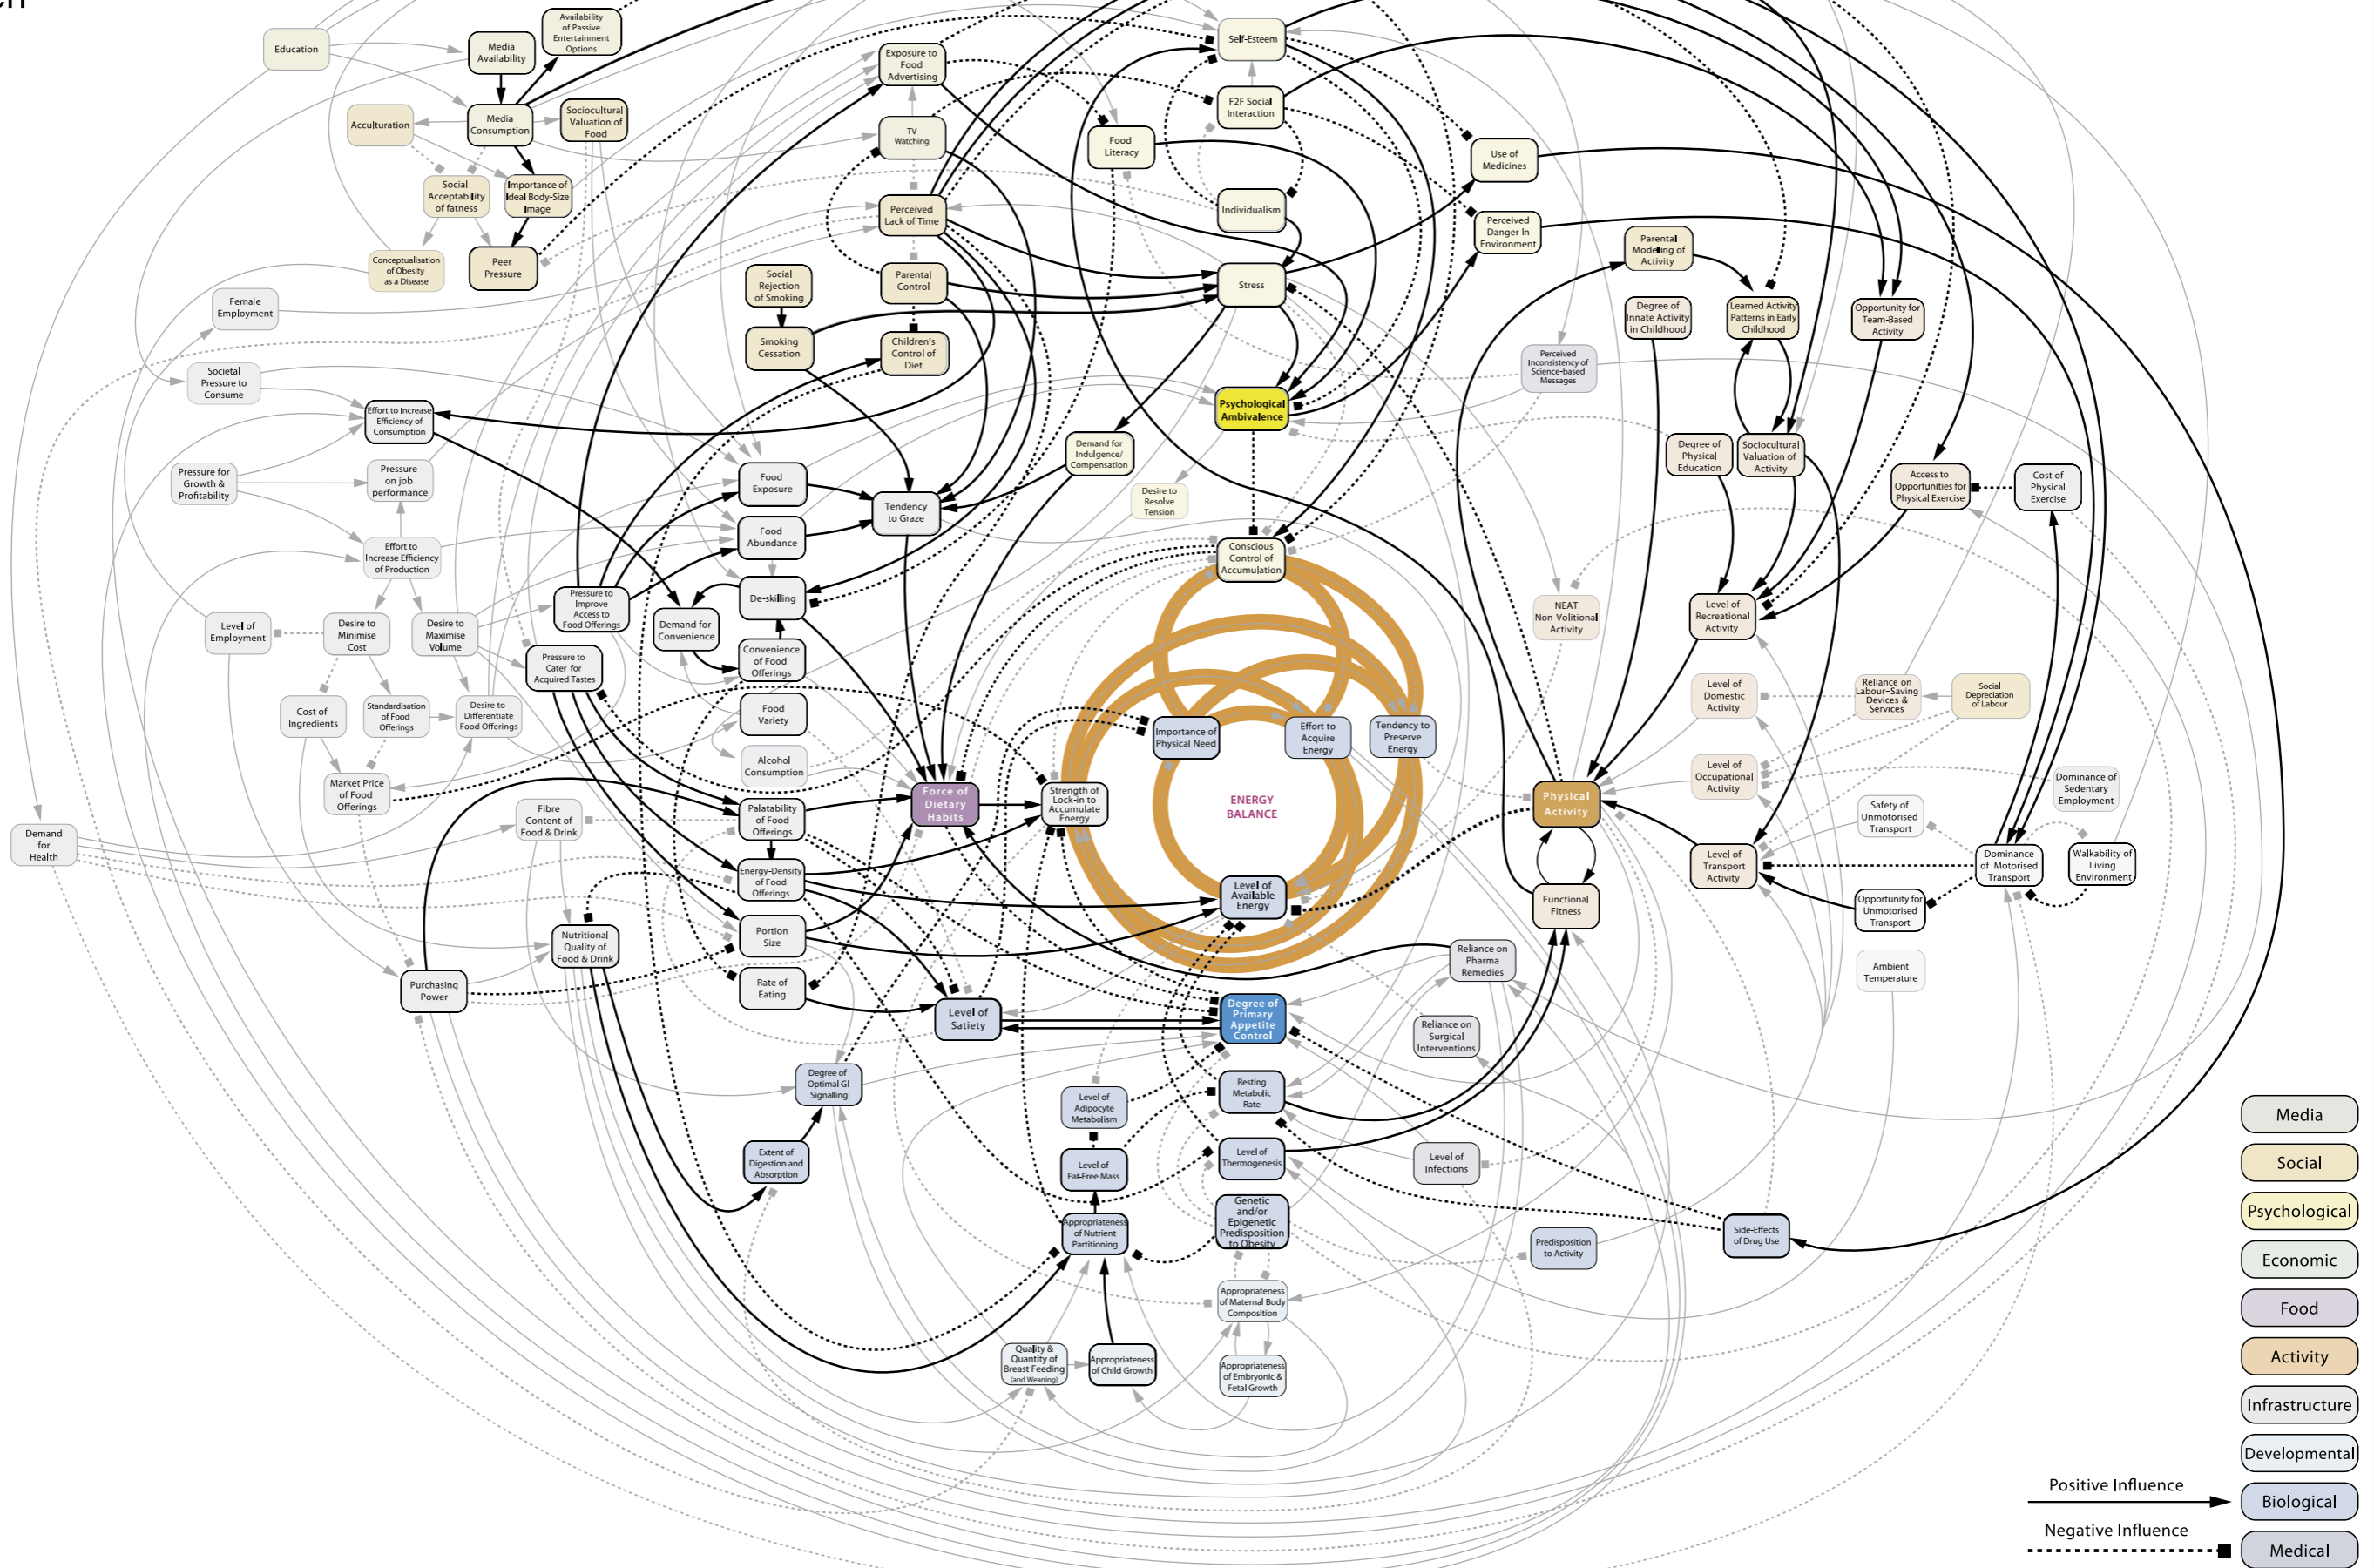 Education
Media
Availability
Availability
of Passive
Entertainment
Options
Acculturation
Media
Consumption
Sociocultural
Valuation of
Food
Social
Acceptability
of fatness
Importance of
Ideal Body-Size
Image
Conceptualisation
of Obesity
as a Disease
Peer
Pressure
Exposure to
Food
Advertising
TV
Watching
Perceived
Lack of Time
Parental
Control
Children's
Control of
Diet
Social
Rejection
of Smoking
Smoking
Cessation
Self-Esteem
F2F Social
Interaction
Food
Literacy
Individualism
Stress
Use of
Medicines
Perceived
Danger In
Environment
Psychological
Ambivalence
Demand for
Indulgence/
Compensation
Desire to
Resolve
Tension
Perceived
Inconsistency of
Science-based
Messages
Conscious
Control of
Accumulation
Parental
Modeling of
Activity
Degree of
Innate Activity
in Childhood
Learned Activity
Patterns in Early
Childhood
Opportunity for
Team-Based
Activity
Degree of
Physical
Education
Sociocultural
Valuation of
Activity
Access to
Opportunities for
Physical Exercise
Cost of
Physical
Exercise
Female
Employment
Societal
Pressure to
Consume
Effort to Increase
Efficiency of
Consumption
Pressure for
Growth &
Profitability
Pressure
on job
performance
Effort to
Increase Efficiency
of Production
Level of
Employment
Desire to
Minimise
Cost
Desire to
Maximise
Volume
Cost of
Ingredients
Standardisation
of Food
Offerings
Desire to
Differentiate
Food Offerings
Market Price
of Food
Offerings
Demand
for
Health
Purchasing
Power
Pressure to
Improve
Access to
Food Offerings
Pressure to
Cater for
Acquired Tastes
Food
Exposure
Food
Abundance
Tendency
to Graze
De-skilling
Demand for
Convenience
Convenience
of Food
Offerings
Food
Variety
Alcohol
Consumption
Fibre
Content of
Food & Drink
Palatability
of Food
Offerings
Energy-Density
of Food
Offerings
Portion
Size
Rate of
Eating
Nutritional
Quality of
Food & Drink
Force of
Dietary
Habits
Strength of
Lock-in to
Accumulate
Energy
Importance of
Physical Need
Effort to
Acquire
Energy
Tendency to
Preserve
Energy
ENERGY
BALANCE
Level of
Available
Energy
NEAT
Non-Volitional
Activity
Level of
Recreational
Activity
Level of
Domestic
Activity
Reliance on
Labour-Saving
Devices &
Services
Social
Depreciation
of Labour
Level of
Occupational
Activity
Dominance of
Sedentary
Employment
Safety of
Unmotorised
Transport
Physical
Activity
Level of
Transport
Activity
Dominance
of Motorised
Transport
Walkability of
Living
Environment
Opportunity for
Unmotorised
Transport
Functional
Fitness
Ambient
Temperature
Reliance on
Pharma
Remedies
Reliance on
Surgical
Interventions
Level of
Infections
Level of
Satiety
Degree of
Primary
Appetite
Control
Degree of
Optimal GI
Signalling
Extent of
Digestion and
Absorption
Level of
Adipocyte
Metabolism
Level of
Fat-Free Mass
Appropriateness
of Nutrient
Partitioning
Resting
Metabolic
Rate
Level of
Thermogenesis
Genetic
and/or
Epigenetic
Predisposition
to Obesity
Predisposition
to Activity
Side-Effects
of Drug Use
Appropriateness
of Maternal Body
Composition
Quality &
Quantity of
Breast Feeding
(and Weaning)
Appropriateness
of Child Growth
Appropriateness
of Embryonic &
Fetal Growth
Media
Social
Psychological
Economic
Food
Activity
Infrastructure
Developmental
Biological
Medical
Positive Influence
Negative Influence